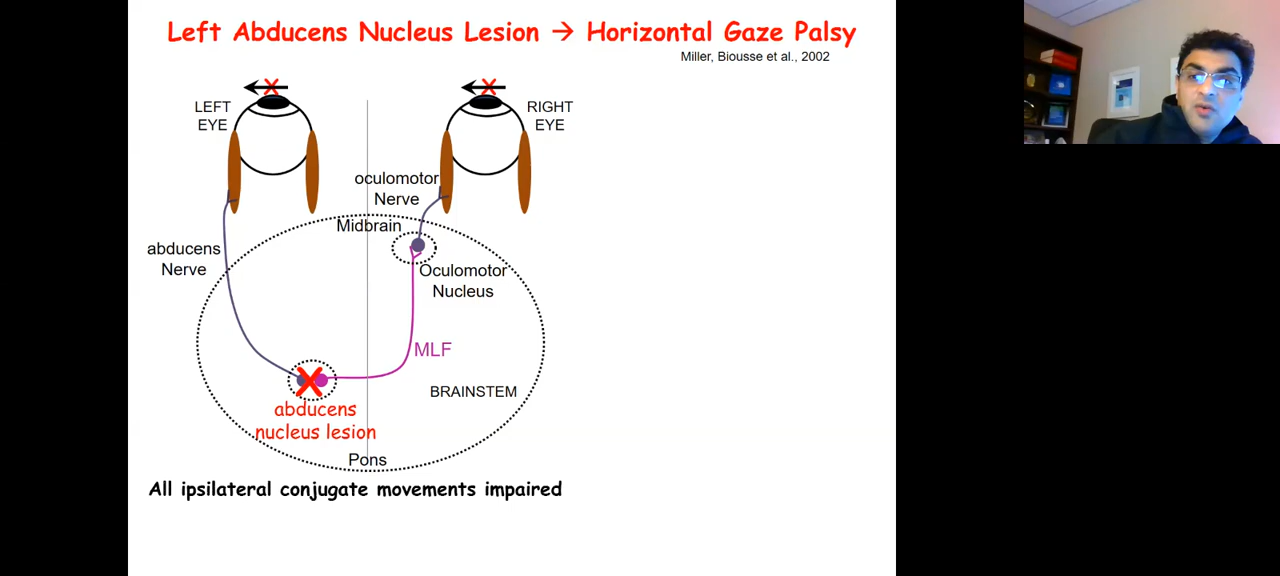 Left Abducens Nucleus Lesion → Horizontal Gaze Palsy
Miller, Biousse et al., 2002
LEFT
EYE
RIGHT
EYE
oculomotor
Nerve
Midbrain
abducens
Nerve
Oculomotor
Nucleus
MLF
BRAINSTEM
abducens
nucleus lesion
Pons
All ipsilateral conjugate movements impaired